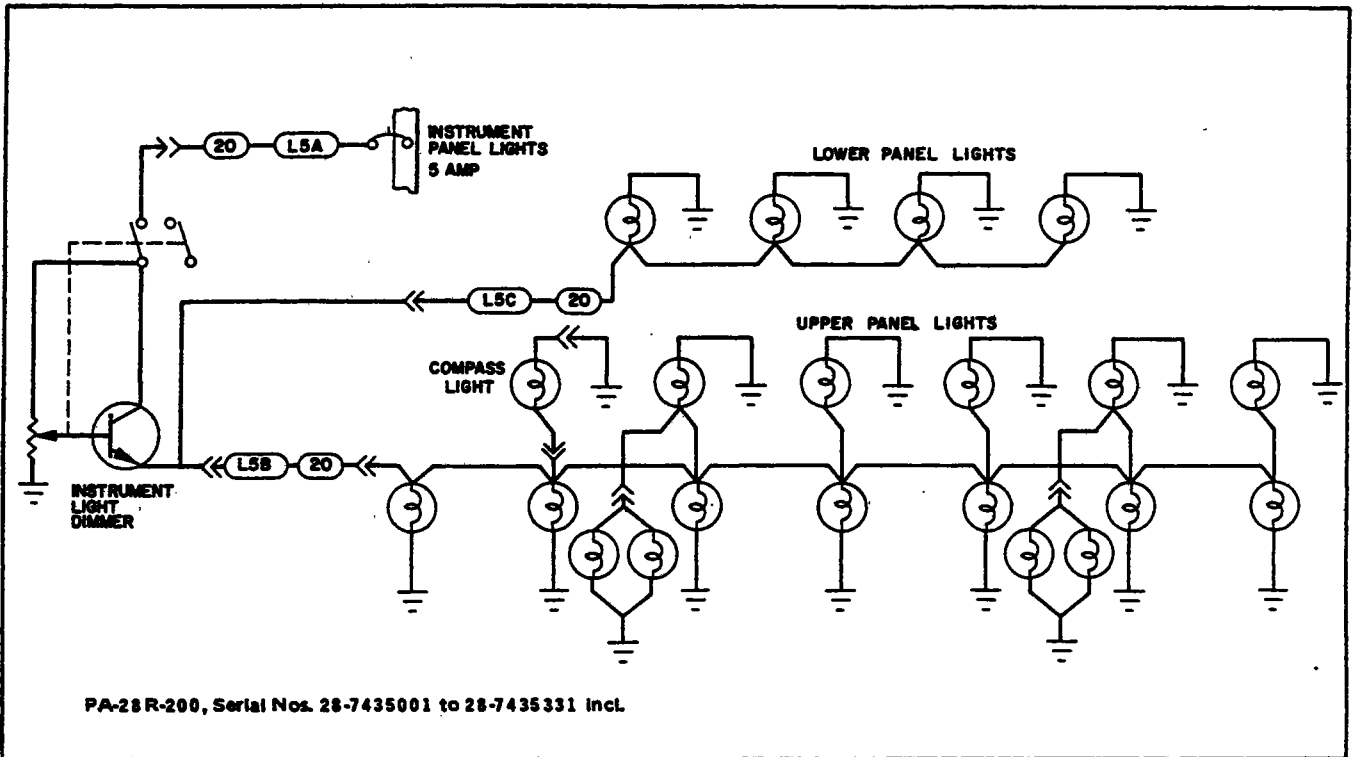 20 L5A
INSTRUMENT
PANEL LIGHTS
5 AMP
LOWER PANEL LIGHTS
L5C 20
UPPER PANEL LIGHTS
COMPASS
LIGHT
L5B 20
INSTRUMENT
LIGHT
DIMMER
PA-28R-200, Serial Nos. 28-7435001 to 28-7435331 incl.